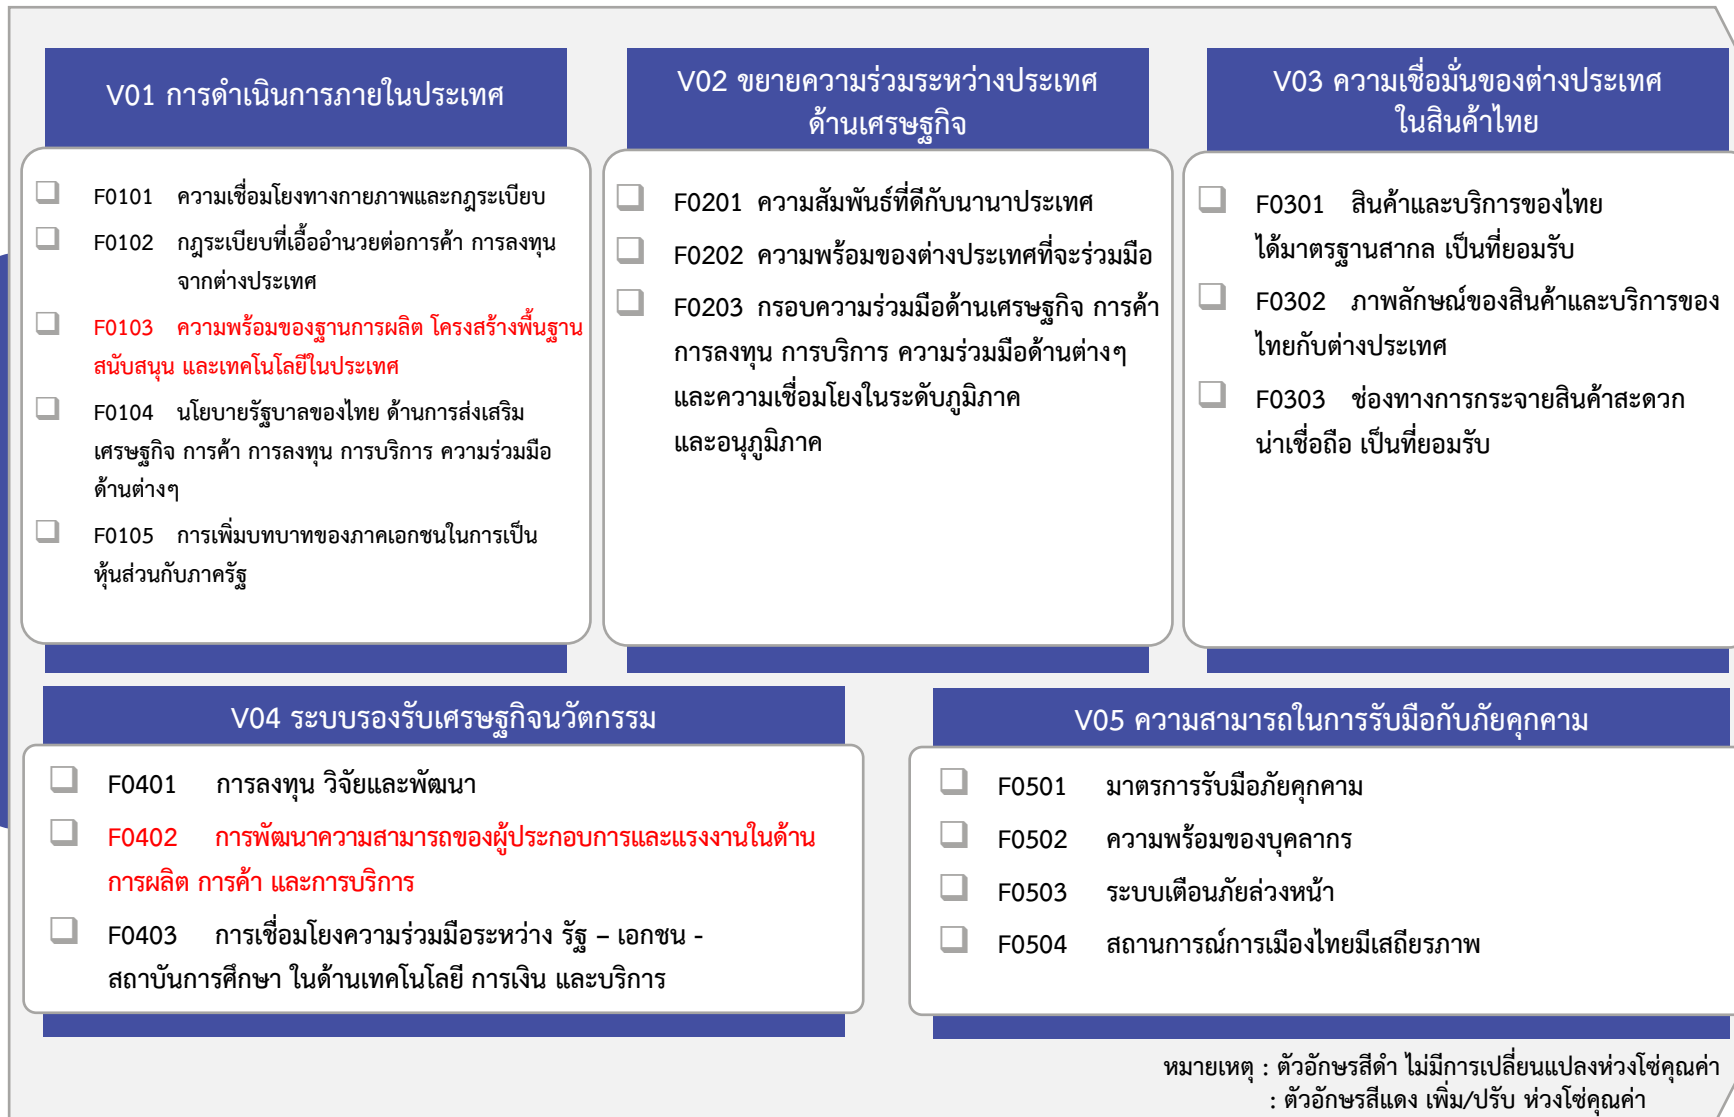 V01 การดำเนินการภายในประเทศ
F0101 ความเชื่อมโยงทางกายภาพและกฎระเบียบ
F0102 กฎระเบียบที่เอื้ออำนวยต่อการค้า การลงทุน
จากต่างประเทศ
F0103 ความพร้อมของฐานการผลิต โครงสร้างพื้นฐาน
สนับสนุน และเทคโนโลยีในประเทศ
F0104 นโยบายรัฐบาลของไทย ด้านการส่งเสริม
เศรษฐกิจ การค้า การลงทุน การบริการ ความร่วมมือ
ด้านต่างๆ
F0105 การเพิ่มบทบาทของภาคเอกชนในการเป็น
หุ้นส่วนกับภาครัฐ
V02 ขยายความร่วมระหว่างประเทศ
ด้านเศรษฐกิจ
F0201 ความสัมพันธ์ที่ดีกับนานาประเทศ
F0202 ความพร้อมของต่างประเทศที่จะร่วมมือ
F0203 กรอบความร่วมมือด้านเศรษฐกิจ การค้า
การลงทุน การบริการ ความร่วมมือด้านต่างๆ
และความเชื่อมโยงในระดับภูมิภาค
และอนุภูมิภาค
V03 ความเชื่อมั่นของต่างประเทศ
ในสินค้าไทย
F0301 สินค้าและบริการของไทย
ได้มาตรฐานสากล เป็นที่ยอมรับ
F0302 ภาพลักษณ์ของสินค้าและบริการของ
ไทยกับต่างประเทศ
F0303 ช่องทางการกระจายสินค้าสะดวก
น่าเชื่อถือ เป็นที่ยอมรับ
V04 ระบบรองรับเศรษฐกิจนวัตกรรม
F0401 การลงทุน วิจัยและพัฒนา
F0402 การพัฒนาความสามารถของผู้ประกอบการและแรงงานในด้าน
การผลิต การค้า และการบริการ
F0403 การเชื่อมโยงความร่วมมือระหว่าง รัฐ – เอกชน -
สถาบันการศึกษา ในด้านเทคโนโลยี การเงิน และบริการ
V05 ความสามารถในการรับมือกับภัยคุกคาม
F0501 มาตรการรับมือภัยคุกคาม
F0502 ความพร้อมของบุคลากร
F0503 ระบบเตือนภัยล่วงหน้า
F0504 สถานการณ์การเมืองไทยมีเสถียรภาพ
หมายเหตุ : ตัวอักษรสีดำ ไม่มีการเปลี่ยนแปลงห่วงโซ่คุณค่า
: ตัวอักษรสีแดง เพิ่ม/ปรับ ห่วงโซ่คุณค่า